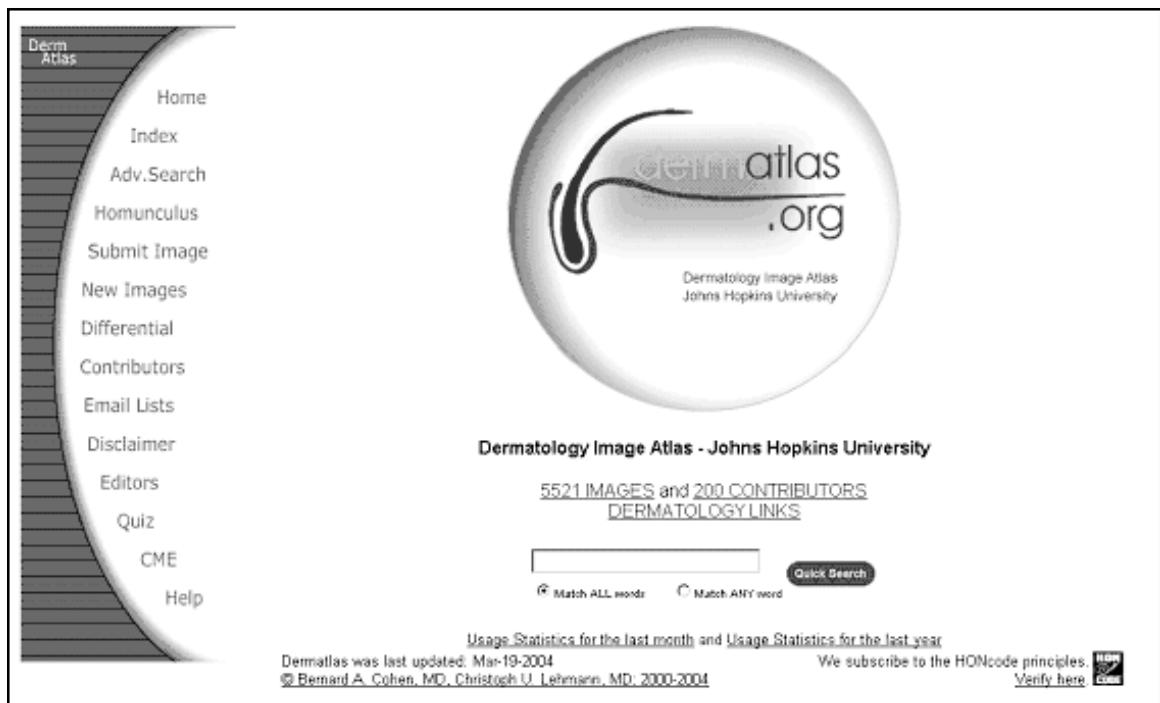 Derm
Atlas
Home
Index
Adv.Search
Homunculus
Submit Image
New Images
Differential
Contributors
Email Lists
Disclaimer
Editors
Quiz
CME
Help
dermatlas
.org
Dermatology Image Atlas
Johns Hopkins University
Dermatology Image Atlas - Johns Hopkins University
5521 IMAGES and 200 CONTRIBUTORS
DERMATOLOGY LINKS
Quick Search
Match ALL words Match ANY word
Usage Statistics for the last month and Usage Statistics for the last year
Dermatlas was last updated: Mar-19-2004
© Bernard A. Cohen, MD, Christoph U. Lehmann, MD; 2000-2004
We subscribe to the HONcode principles.
Verify here.
HON
CODE